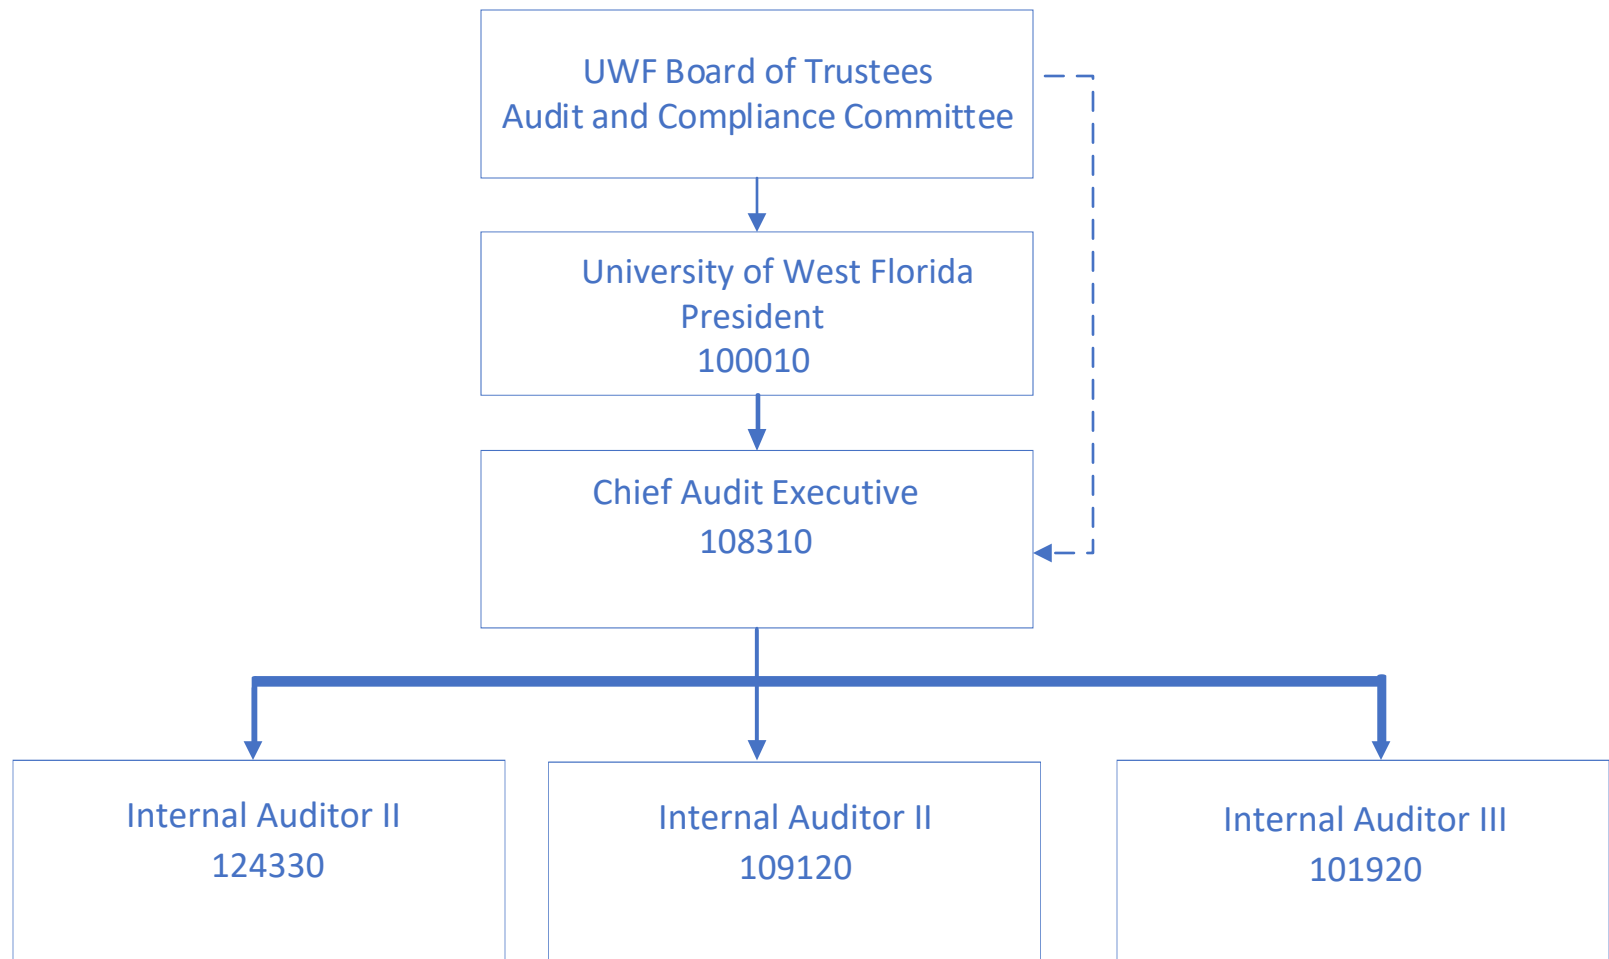 UWF Board of Trustees
Audit and Compliance Committee
University of West Florida
President
100010
Chief Audit Executive
108310
Internal Auditor II
124330
Internal Auditor II
109120
Internal Auditor III
101920